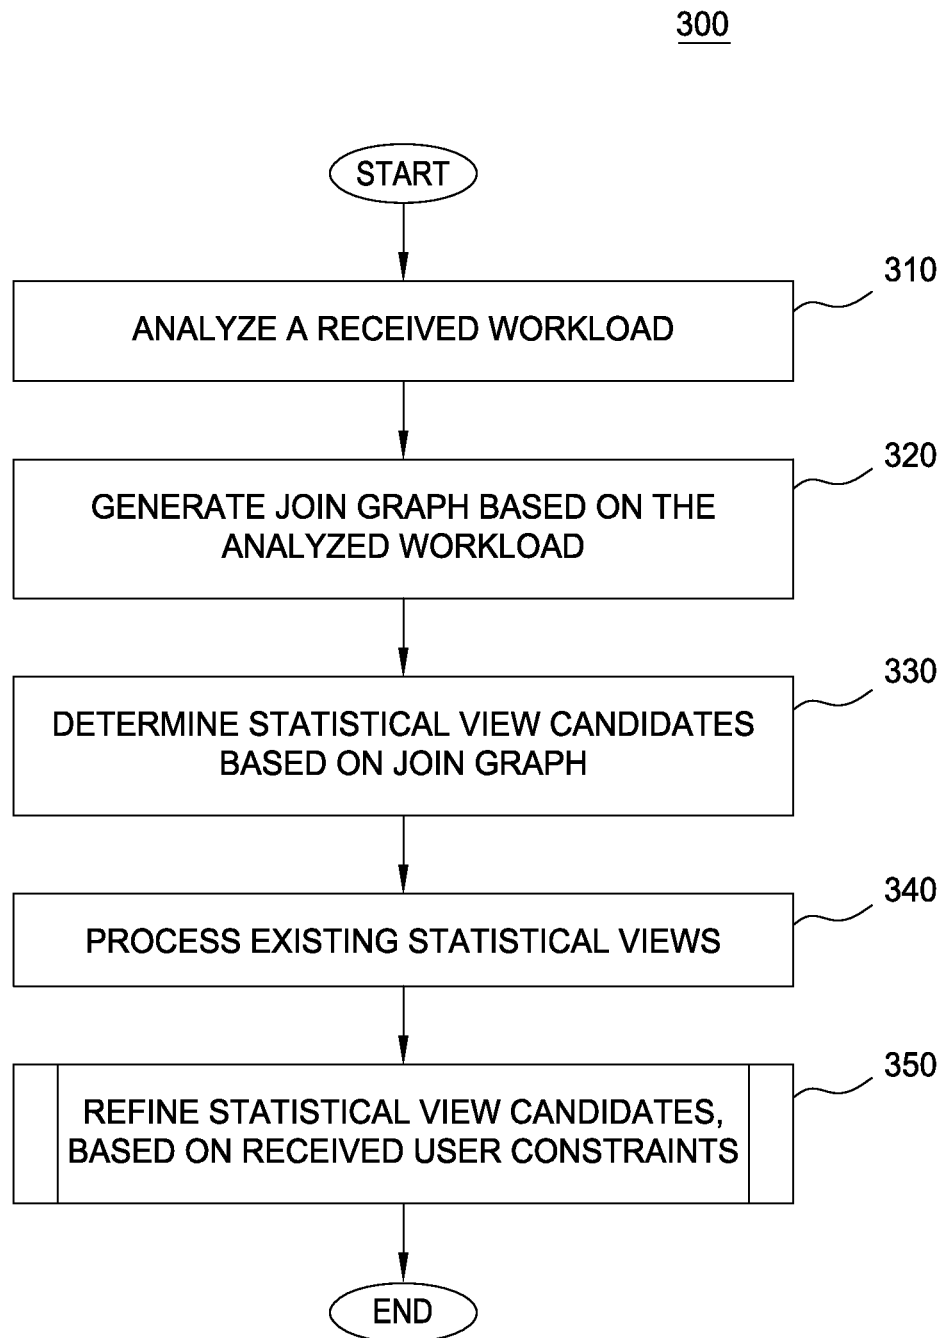 300
START
310
ANALYZE A RECEIVED WORKLOAD
320
GENERATE JOIN GRAPH BASED ON THE
ANALYZED WORKLOAD
330
DETERMINE STATISTICAL VIEW CANDIDATES
BASED ON JOIN GRAPH
340
PROCESS EXISTING STATISTICAL VIEWS
350
REFINE STATISTICAL VIEW CANDIDATES,
BASED ON RECEIVED USER CONSTRAINTS
END